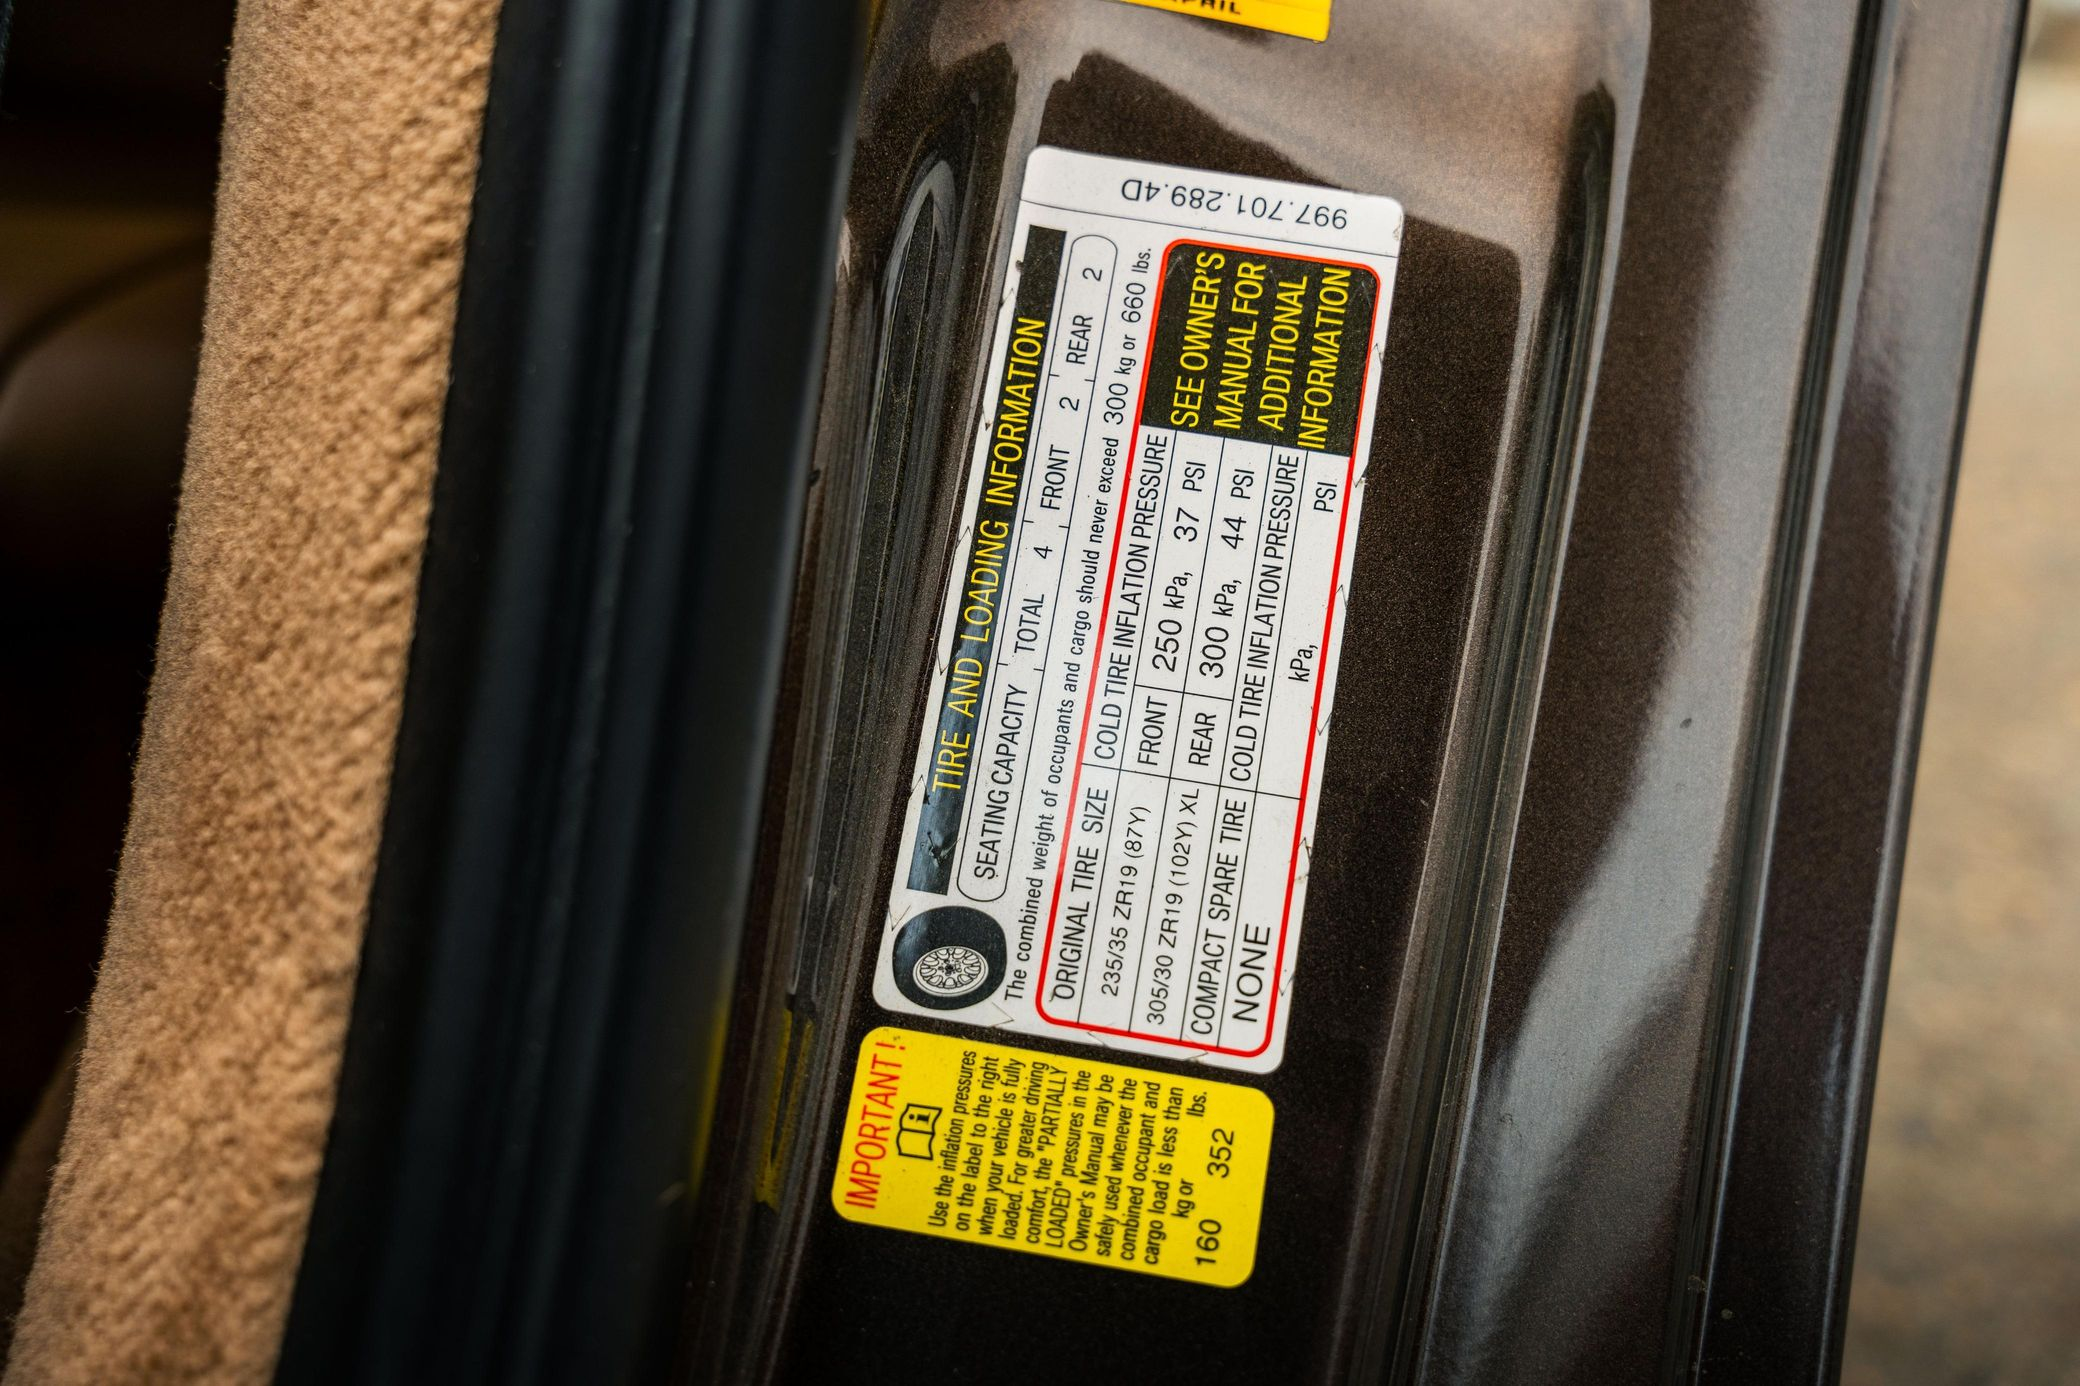 997.701.289.4D
TIRE AND LOADING INFORMATION
SEATING CAPACITY TOTAL 4 FRONT 2 REAR 2
The combined weight of occupants and cargo should never exceed 300 kg or 660 lbs.
ORIGINAL TIRE SIZE COLD TIRE INFLATION PRESSURE
235/35 ZR19 (87Y) FRONT 250 kPa, 37 PSI
305/30 ZR19 (102Y) XL REAR 300 kPa, 44 PSI
COMPACT SPARE TIRE COLD TIRE INFLATION PRESSURE
NONE kPa, PSI
SEE OWNER'S
MANUAL FOR
ADDITIONAL
INFORMATION
IMPORTANT!
Use the inflation pressures
on the label to the right
when your vehicle is fully
loaded. For greater driving
comfort, the "PARTIALLY
LOADED" pressures in the
Owner's Manual may be
safely used whenever the
combined occupant and
cargo load is less than
kg or lbs.
160 352